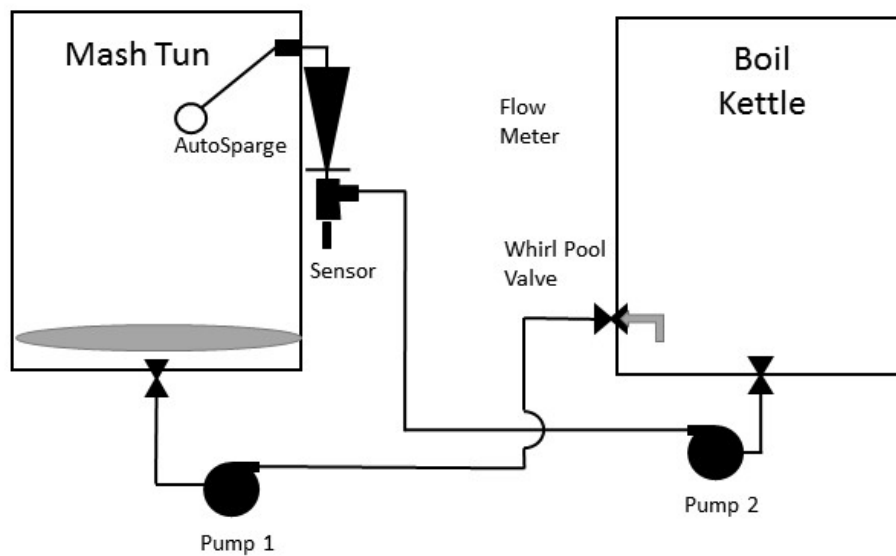 Mash Tun
AutoSparge
Sensor
Flow
Meter
Whirl Pool
Valve
Boil
Kettle
Pump 1
Pump 2